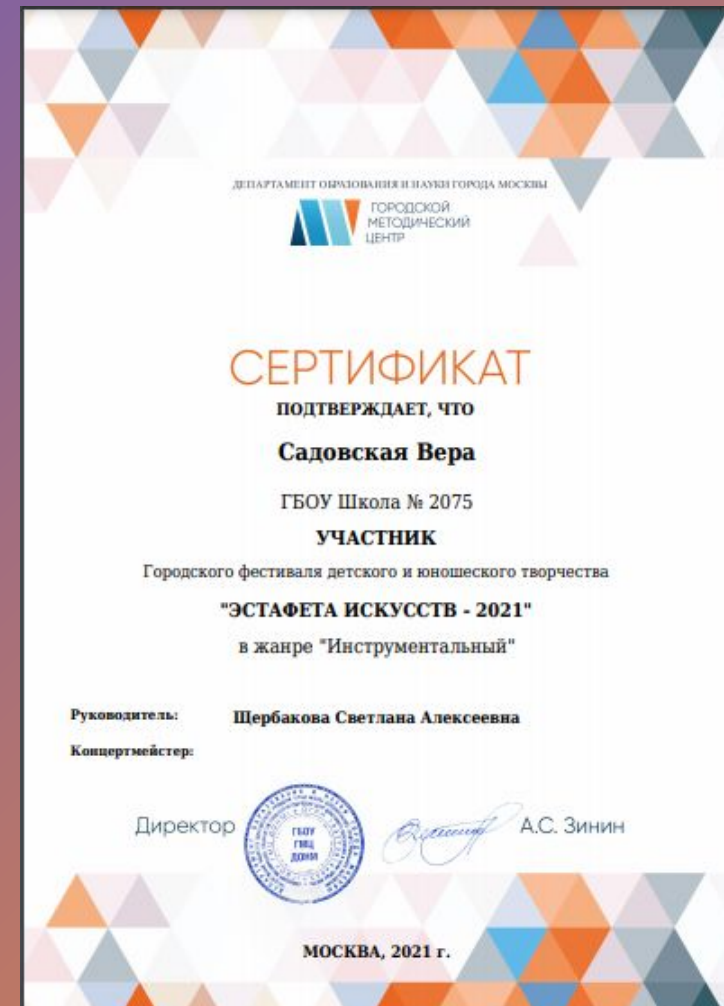 ДЕПАРТАМЕНТ ОБРАЗОВАНИЯ И НАУКИ ГОРОДА МОСКВЫ
ГОРОДСКОЙ
МЕТОДИЧЕСКИЙ
ЦЕНТР
СЕРТИФИКАТ
ПОДТВЕРЖДАЕТ, ЧТО
Садовская Вера
ГБОУ Школа № 2075
УЧАСТНИК
Городского фестиваля детского и юношеского творчества
"ЭСТАФЕТА ИСКУССТВ - 2021"
в жанре "Инструментальный"
Руководитель: Щербакова Светлана Алексеевна
Концертмейстер:
Директор А.С. Зинин
ГБОУ
ГМЦ
ДОНМ
МОСКВА, 2021 г.